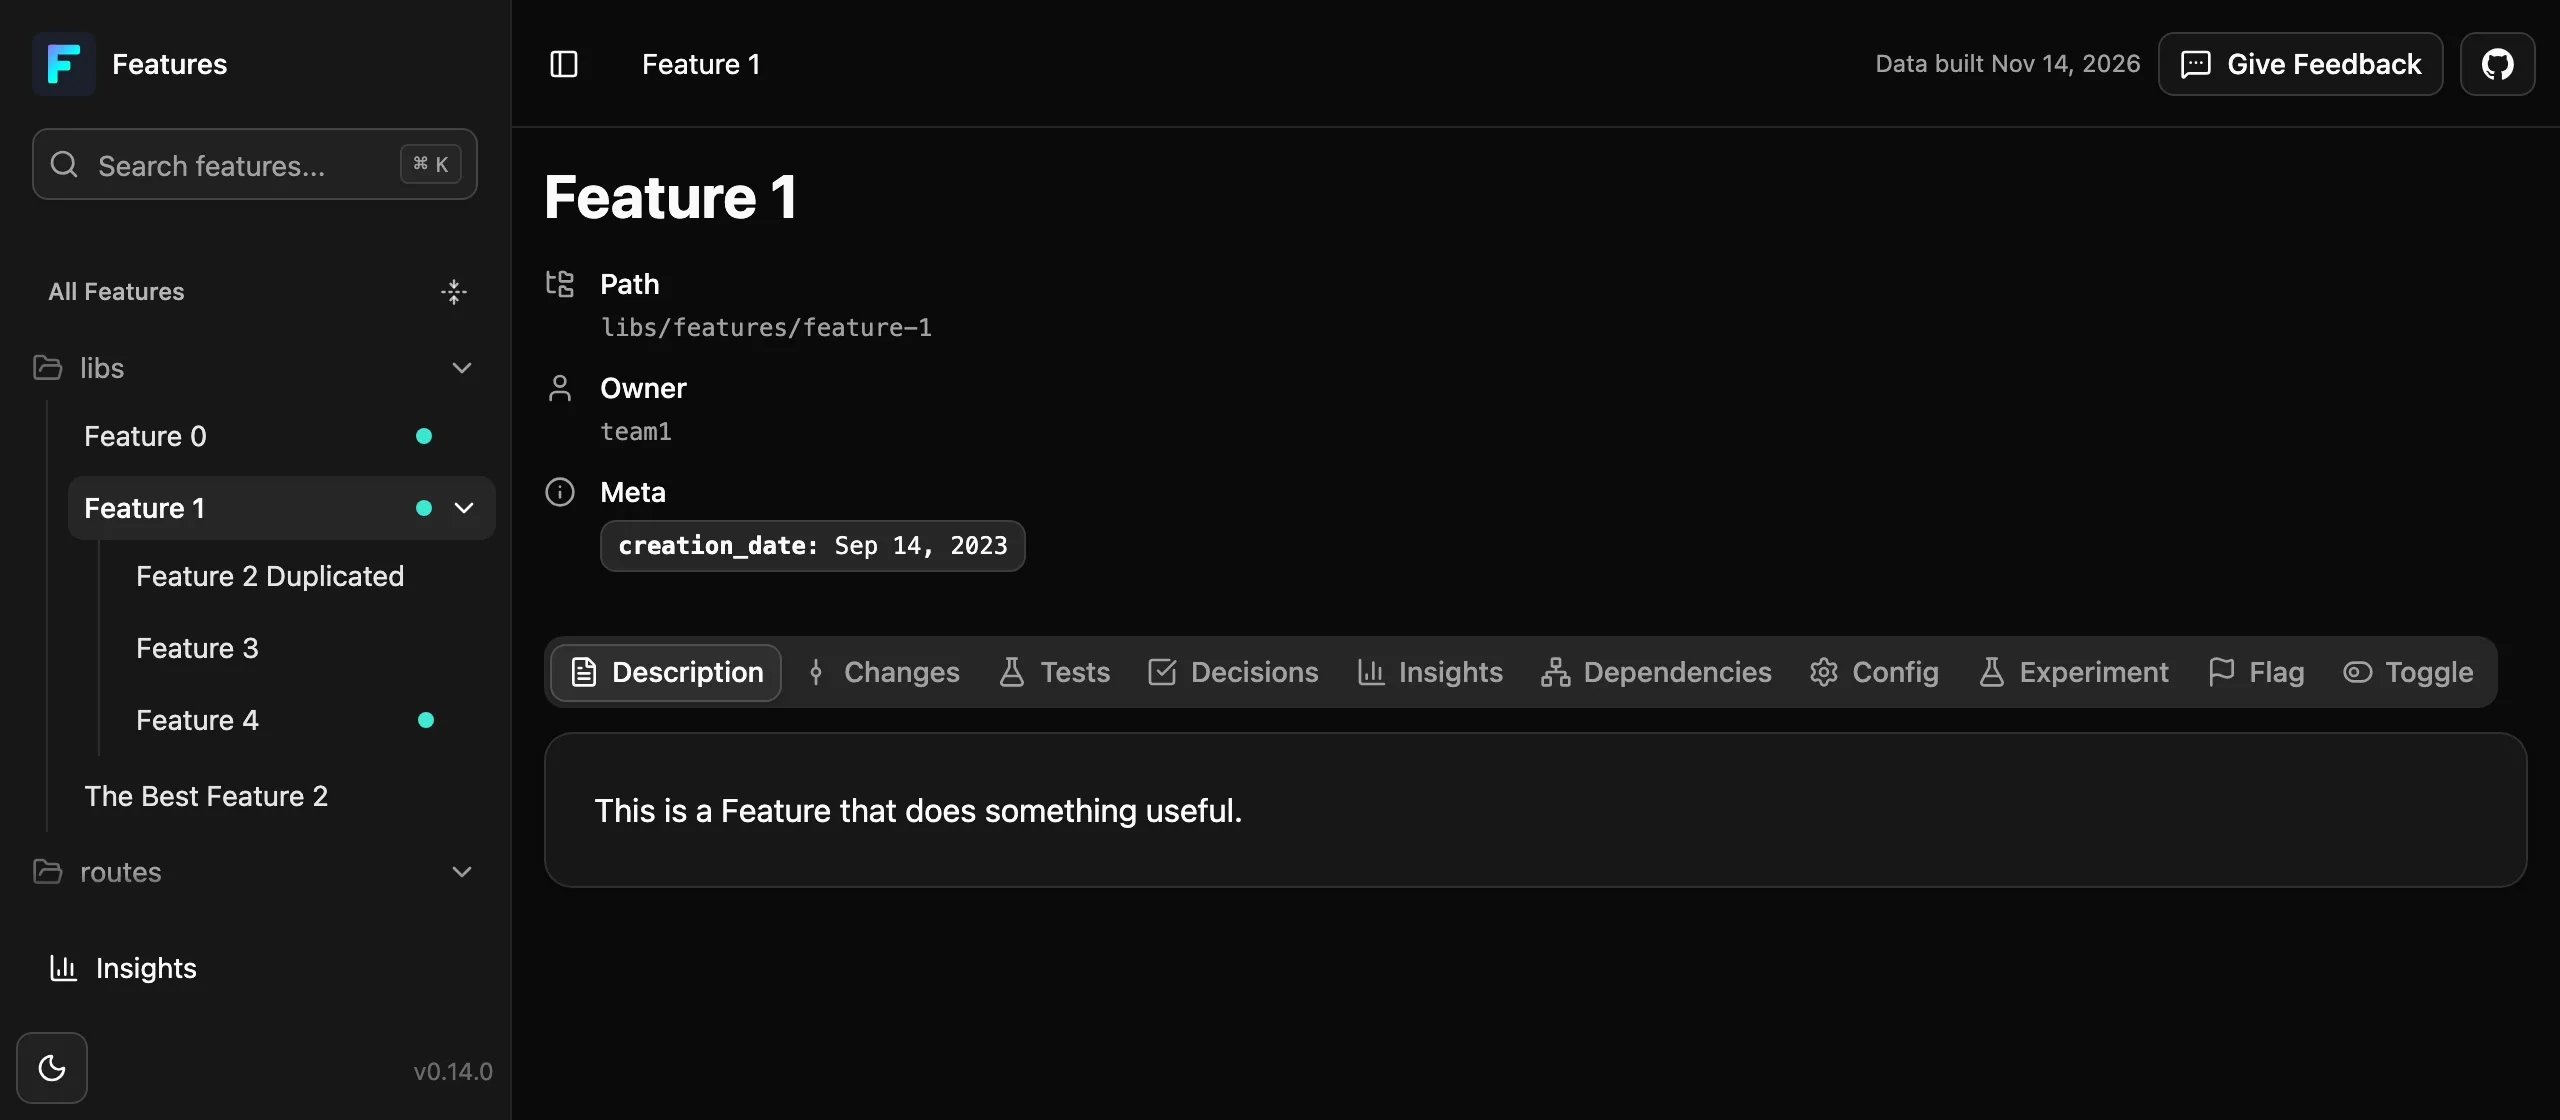 Features
Search features...
⌘ K
All Features
libs
Feature 0
Feature 1
Feature 2 Duplicated
Feature 3
Feature 4
The Best Feature 2
routes
Insights
v0.14.0
Feature 1
Data built Nov 14, 2026
Give Feedback
Feature 1
Path
libs/features/feature-1
Owner
team1
Meta
creation_date: Sep 14, 2023
Description Changes Tests Decisions Insights Dependencies Config Experiment Flag Toggle
This is a Feature that does something useful.